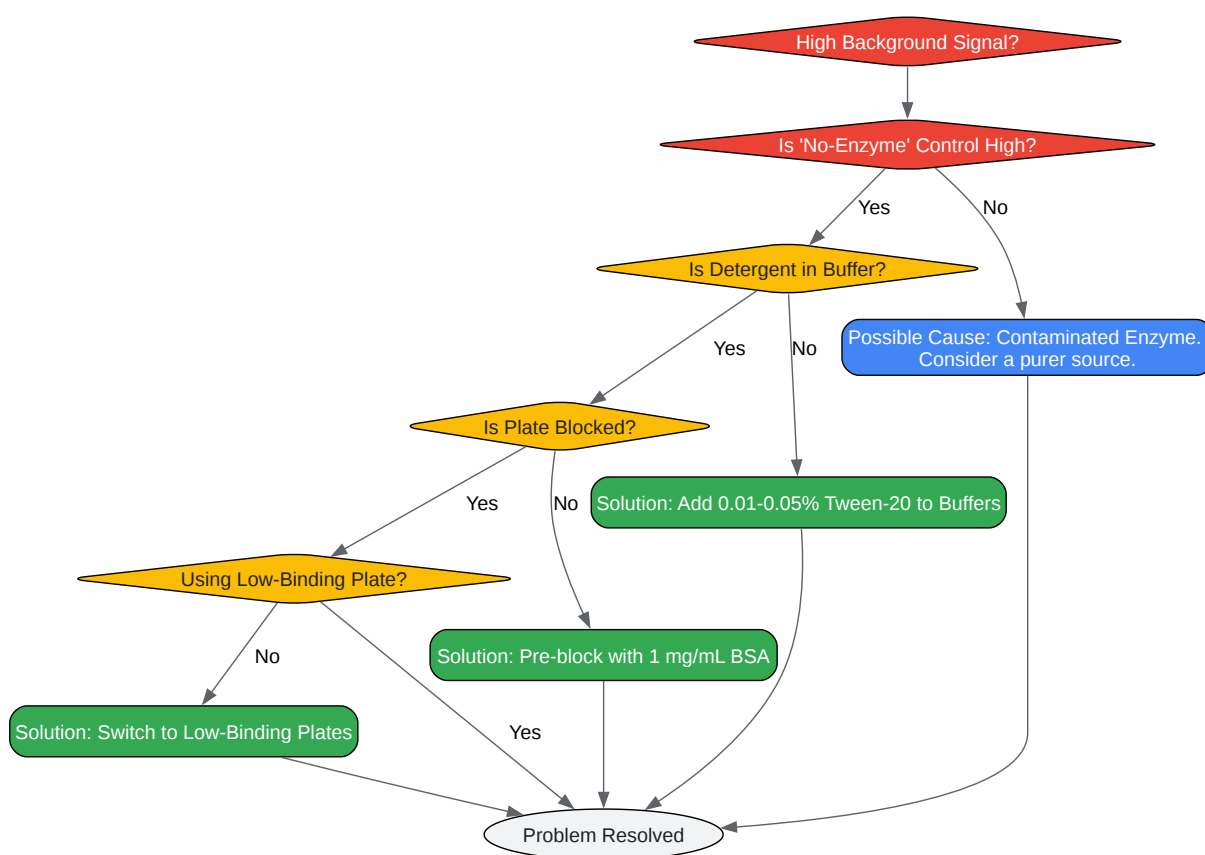 High Background Signal?
Is 'No-Enzyme' Control High?
Yes
No
Is Detergent in Buffer?
Possible Cause: Contaminated Enzyme.
Consider a purer source.
Yes
No
Is Plate Blocked?
Solution: Add 0.01-0.05% Tween-20 to Buffers
Yes
No
Using Low-Binding Plate?
Solution: Pre-block with 1 mg/mL BSA
No
Yes
Solution: Switch to Low-Binding Plates
Problem Resolved